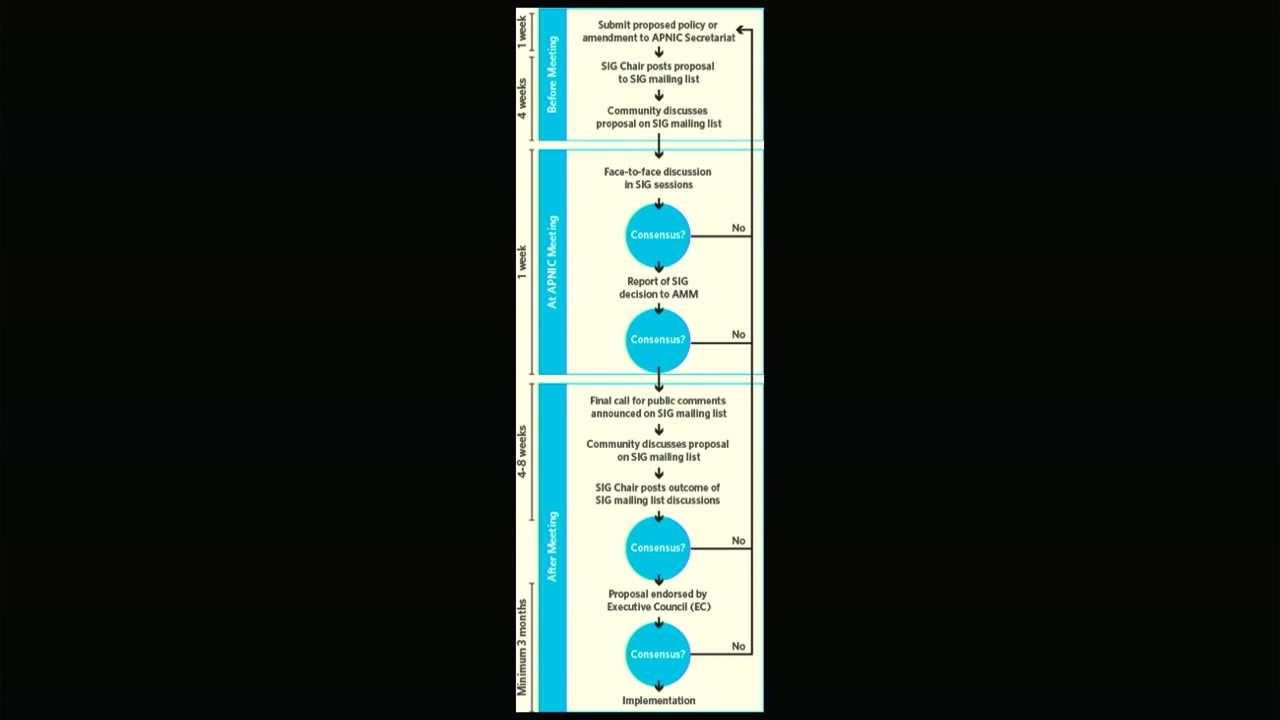 1 week
Before Meeting
Submit proposed policy or
amendment to APNIC Secretariat
4 weeks
SIG Chair posts proposal
to SIG mailing list
Community discusses
proposal on SIG mailing list
1 week
At APNIC Meeting
Face-to-face discussion
in SIG sessions
Consensus?
No
Report of SIG
decision to AMM
Consensus?
No
4-8 weeks
After Meeting
Final call for public comments
announced on SIG mailing list
Community discusses proposal
on SIG mailing list
SIG Chair posts outcome of
SIG mailing list discussions
Consensus?
No
Minimum 3 months
Proposal endorsed by
Executive Council (EC)
Consensus?
No
Implementation